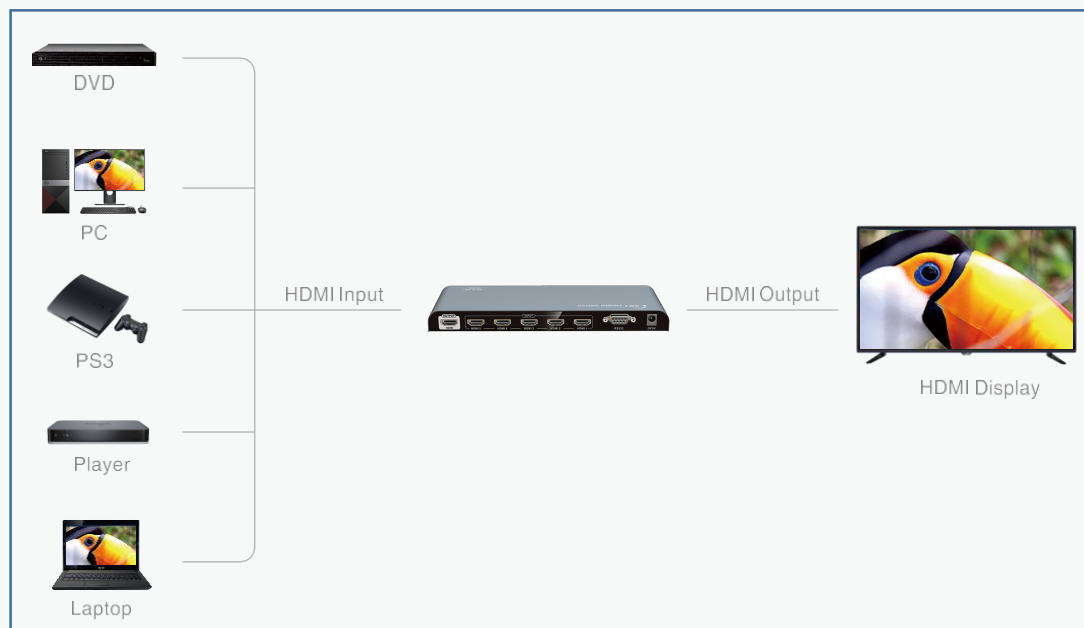 DVD
PC
PS3
Player
Laptop
HDMI Input
HDMI Output
HDMI Display